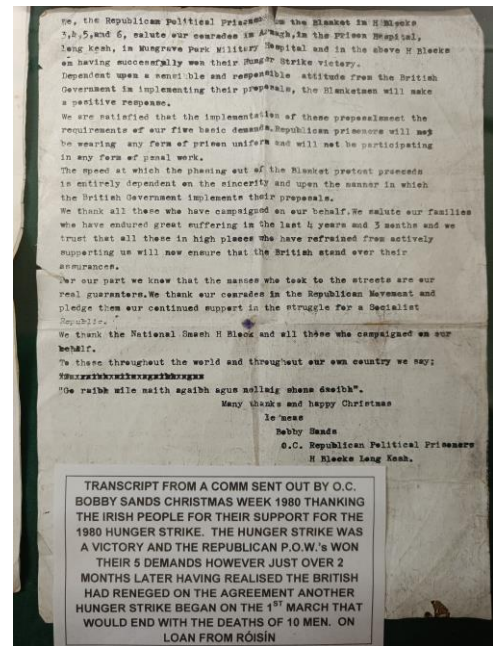 We, the Republican Political Prisoners on the Blanket in H Blocks
3,4,5,and 6, salute our comrades in Armagh,in the Prison Hospital,
long kesh, in Musgrave Park Military Hospital and in the above H Blocks
on having successfully won their Hunger Strike victory.
Dependent upon a sensible and responsible attitude from the British
Government in implementing their proposals, the Blanketmen will make
a positive response.
We are satisfied that the implementation of these proposalsmeet the
requirements of our five basic demands.Republican prisoners will not
be wearing any form of prison uniform and will not be participating
in any form of penal work.
The speed at which the phasing out of the Blanket protest proceeds
is entirely dependent on the sincerity and upon the manner in which
the British Government implements their proposals.
We thank all those who have campaigned on our behalf.We salute our families
who have endured great suffering in the last 4 years and 3 months and we
trust that all those in high places who have refrained from actively
supporting us will now ensure that the British stand over their
assurances.
For our part we know that the masses who took to the streets are our
real guarantors.We thank our comrades in the Republican Movement and
pledge them our continued support in the struggle for a Socialist
Republic.
We thank the National Smash H Block and all those who campaigned on our
behalf.
To those throughout the world and throughout our own country we say;
"Go raibh mile maith agaibh agus nollaig shona daoibh".
Many thanks and happy Christmas
le meas
Bobby Sands
O.C. Republican Political Prisoners
H Blocks Long Kesh.
TRANSCRIPT FROM A COMM SENT OUT BY O.C.
BOBBY SANDS CHRISTMAS WEEK 1980 THANKING
THE IRISH PEOPLE FOR THEIR SUPPORT FOR THE
1980 HUNGER STRIKE. THE HUNGER STRIKE WAS
A VICTORY AND THE REPUBLICAN P.O.W.'s WON
THEIR 5 DEMANDS HOWEVER JUST OVER 2
MONTHS LATER HAVING REALISED THE BRITISH
HAD RENEGED ON THE AGREEMENT ANOTHER
HUNGER STRIKE BEGAN ON THE 1ST MARCH THAT
WOULD END WITH THE DEATHS OF 10 MEN. ON
LOAN FROM RÓISÍN